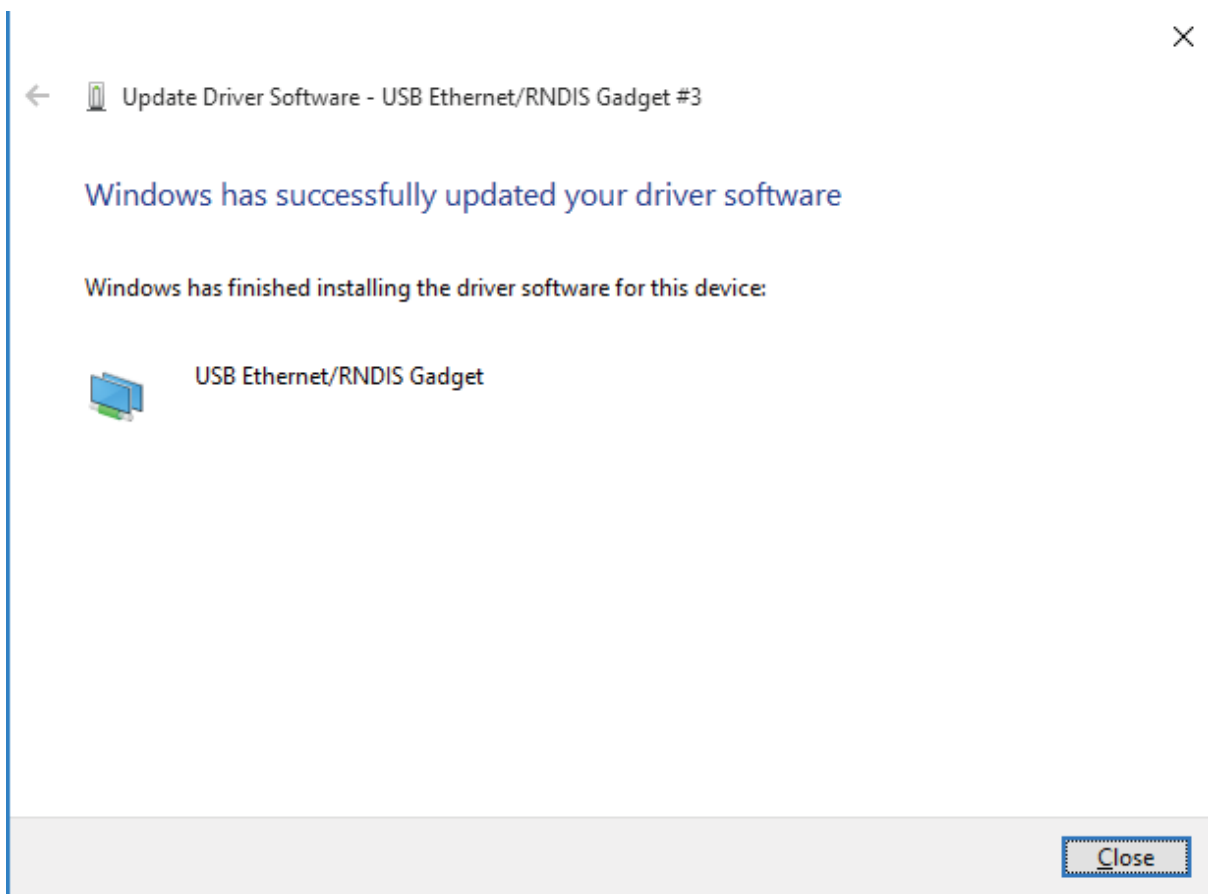 Update Driver Software - USB Ethernet/RNDIS Gadget #3
Windows has successfully updated your driver software
Windows has finished installing the driver software for this device:
USB Ethernet/RNDIS Gadget
Close